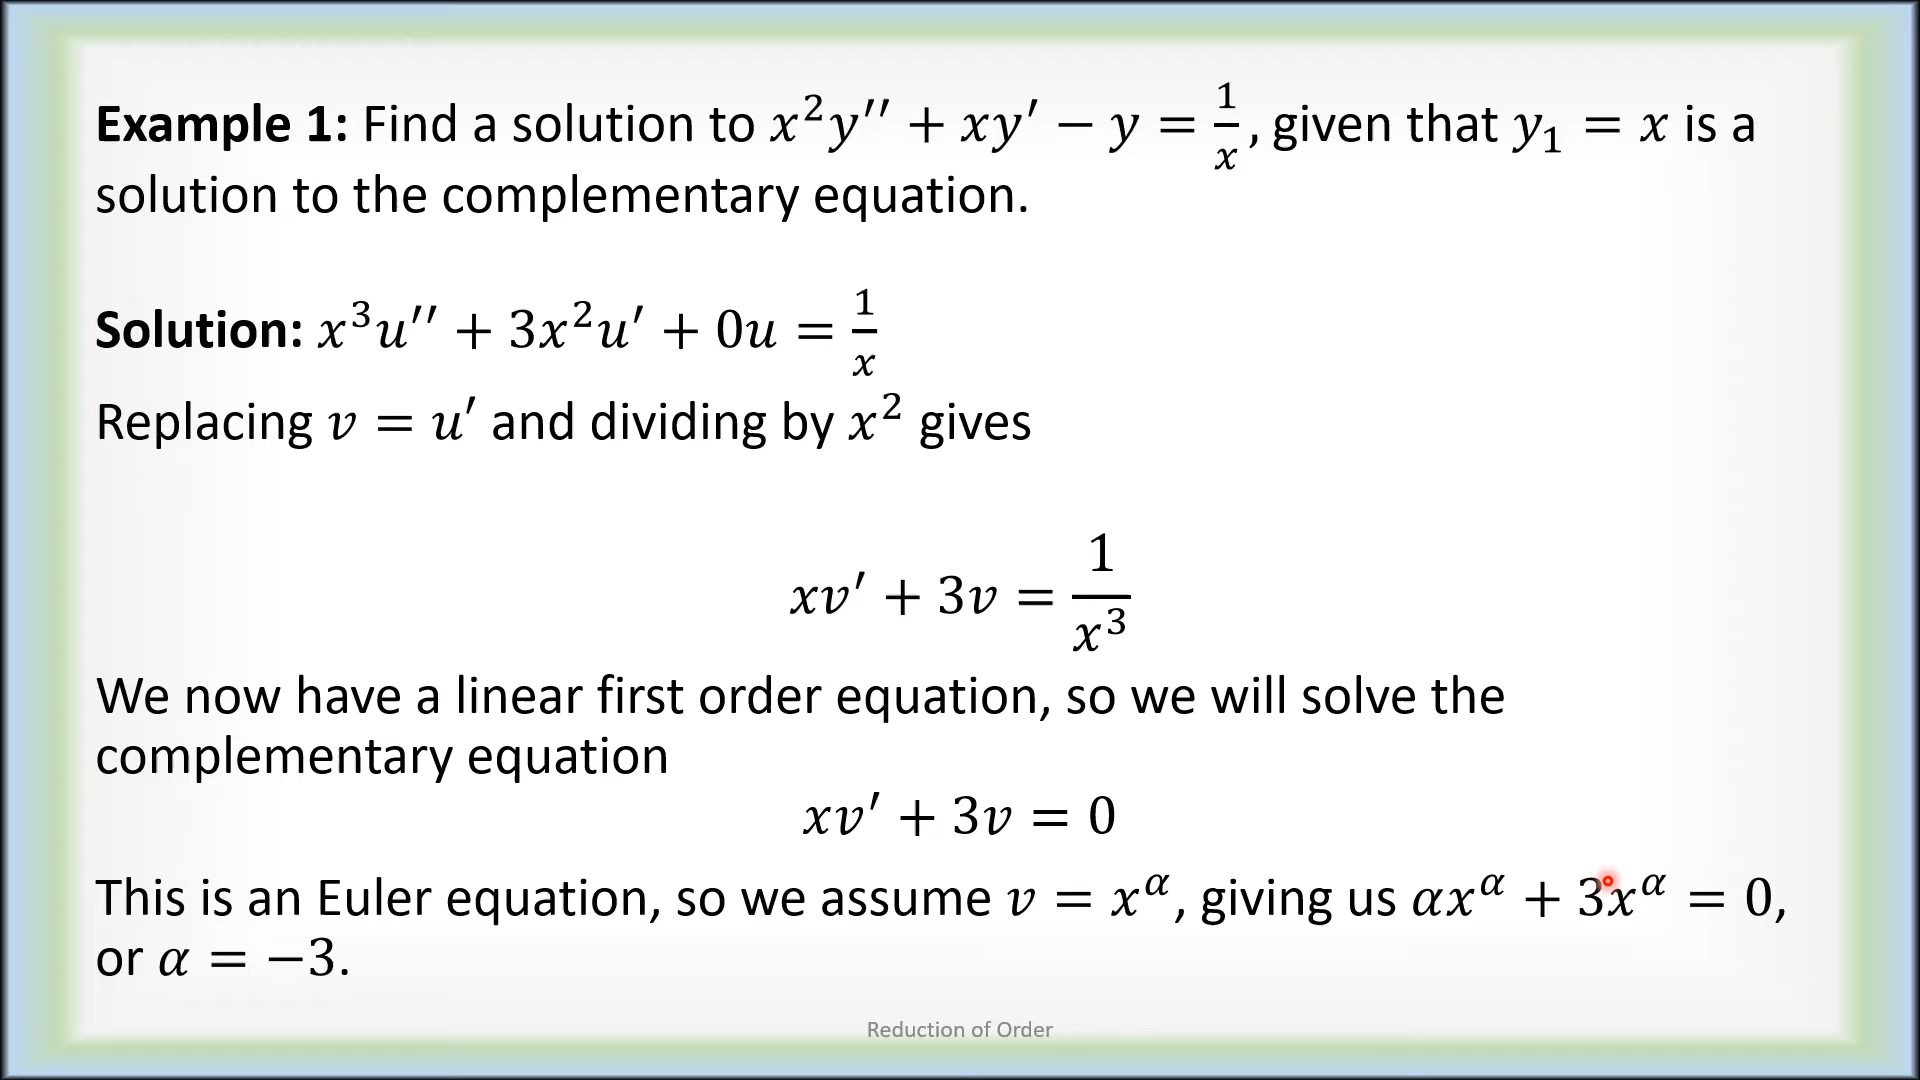 Example 1: Find a solution to x²y′′ + xy′ − y = 1/x, given that y₁ = x is a
solution to the complementary equation.
Solution: x³u′′ + 3x²u′ + 0u = 1/x
Replacing v = u′ and dividing by x² gives
xv′ + 3v = 1/x³
We now have a linear first order equation, so we will solve the
complementary equation
xv′ + 3v = 0
This is an Euler equation, so we assume v = x^α, giving us αx^α + 3x^α = 0,
or α = −3.
Reduction of Order